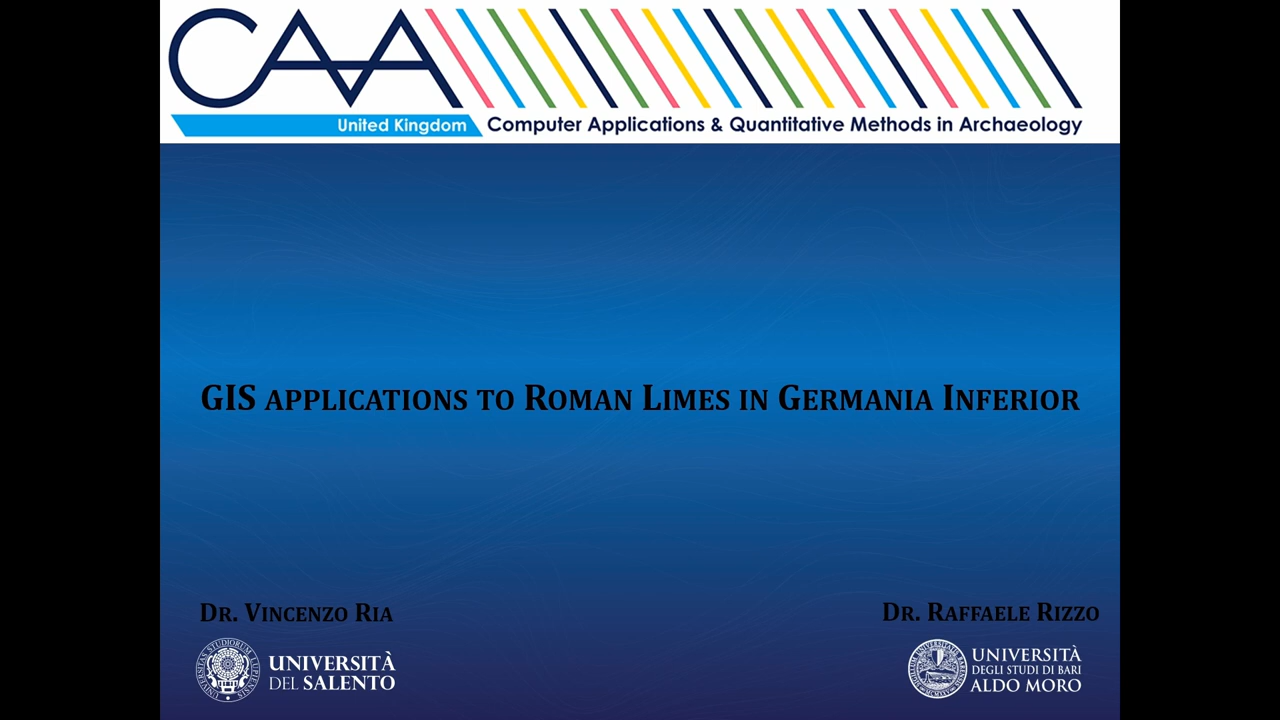 CAA
United Kingdom Computer Applications & Quantitative Methods in Archaeology
GIS APPLICATIONS TO ROMAN LIMES IN GERMANIA INFERIOR
DR. VINCENZO RIA
DR. RAFFAELE RIZZO
UNIVERSITÀ
DEL SALENTO
UNIVERSITÀ
DEGLI STUDI DI BARI
ALDO MORO